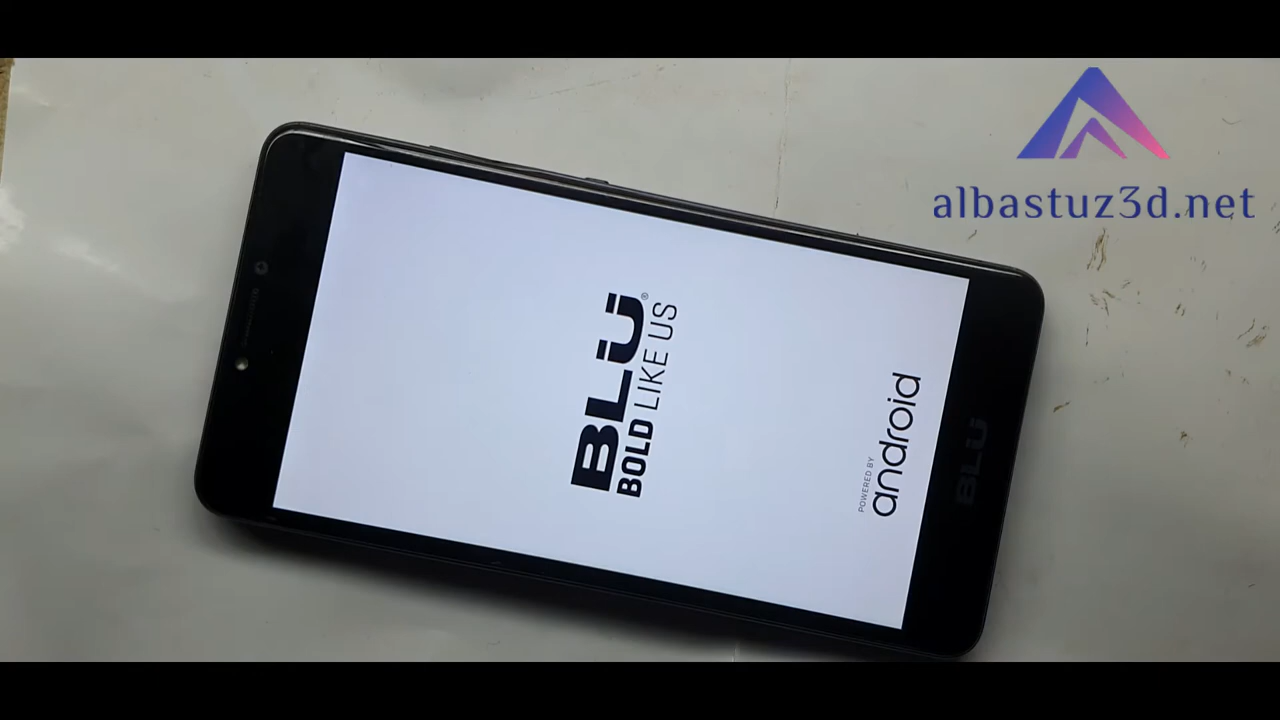 albastuz3d.net
BLU®
BOLD LIKE US
POWERED BY
android
BLU